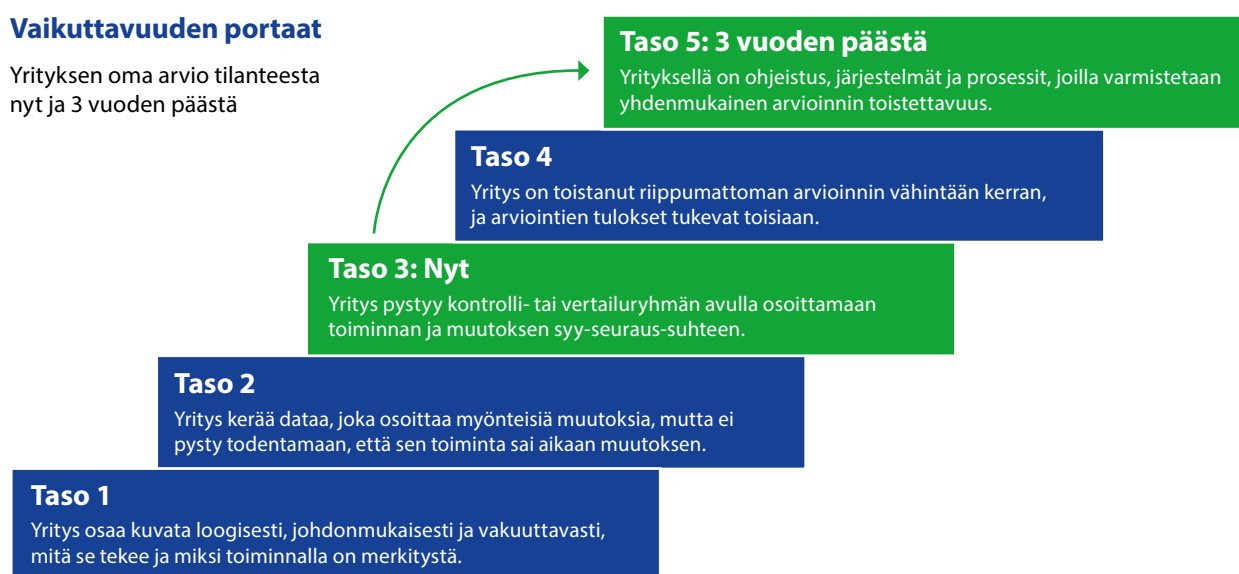 Vaikuttavuuden portaat
Yrityksen oma arvio tilanteesta
nyt ja 3 vuoden päästä
Taso 5: 3 vuoden päästä
Yrityksellä on ohjeistus, järjestelmät ja prosessit, joilla varmistetaan
yhdenmukainen arvioinnin toistettavuus.
Taso 4
Yritys on toistanut riippumattoman arvioinnin vähintään kerran,
ja arviointien tulokset tukevat toisiaan.
Taso 3: Nyt
Yritys pystyy kontrolli- tai vertailuryhmän avulla osoittamaan
toiminnan ja muutoksen syy-seuraus-suhteen.
Taso 2
Yritys kerää dataa, joka osoittaa myönteisiä muutoksia, mutta ei
pysty todentamaan, että sen toiminta sai aikaan muutoksen.
Taso 1
Yritys osaa kuvata loogisesti, johdonmukaisesti ja vakuuttavasti,
mitä se tekee ja miksi toiminnalla on merkitystä.